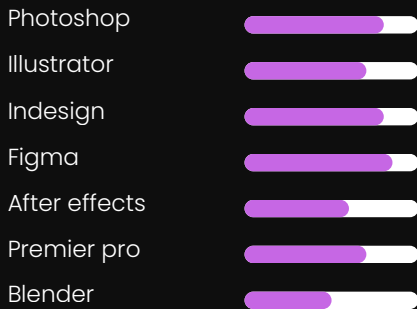 Photoshop
Illustrator
Indesign
Figma
After effects
Premier pro
Blender